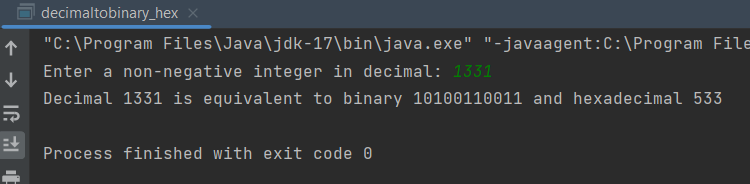 decimaltobinary_hex
"C:\Program Files\Java\jdk-17\bin\java.exe" "-javaagent:C:\Program File
Enter a non-negative integer in decimal: 1331
Decimal 1331 is equivalent to binary 10100110011 and hexadecimal 533
Process finished with exit code 0